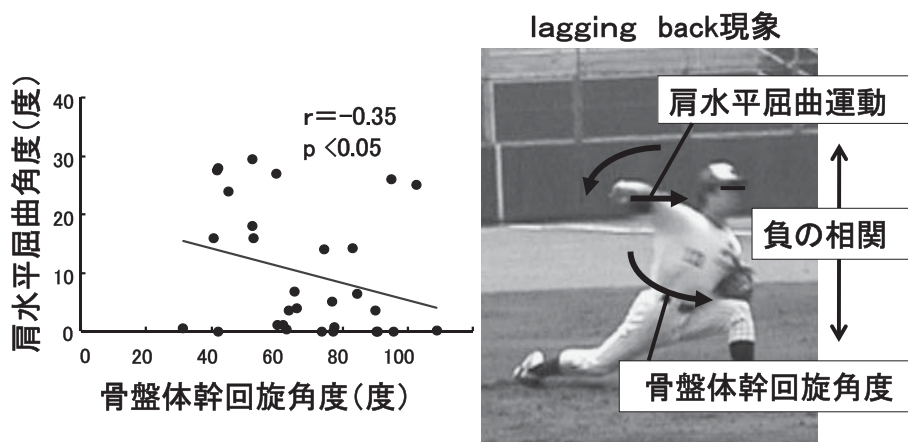 lagging back現象
肩水平屈曲角度(度)
40
30
20
10
0
r=-0.35
p <0.05
0 20 40 60 80 100
骨盤体幹回旋角度(度)
肩水平屈曲運動
負の相関
骨盤体幹回旋角度